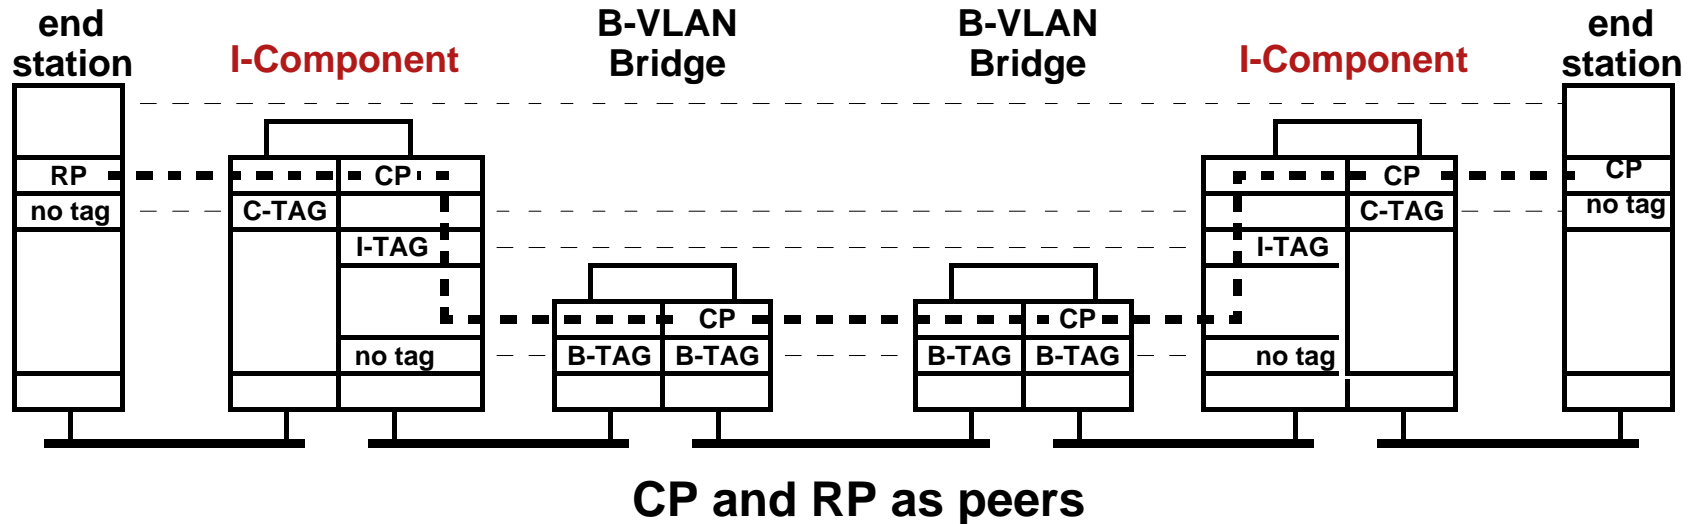 end
station
I-Component
B-VLAN
Bridge
B-VLAN
Bridge
I-Component
end
station
RP
CP
CP
CP
no tag
C-TAG
C-TAG
no tag
I-TAG
I-TAG
CP
CP
no tag
B-TAG
B-TAG
B-TAG
B-TAG
no tag
CP and RP as peers